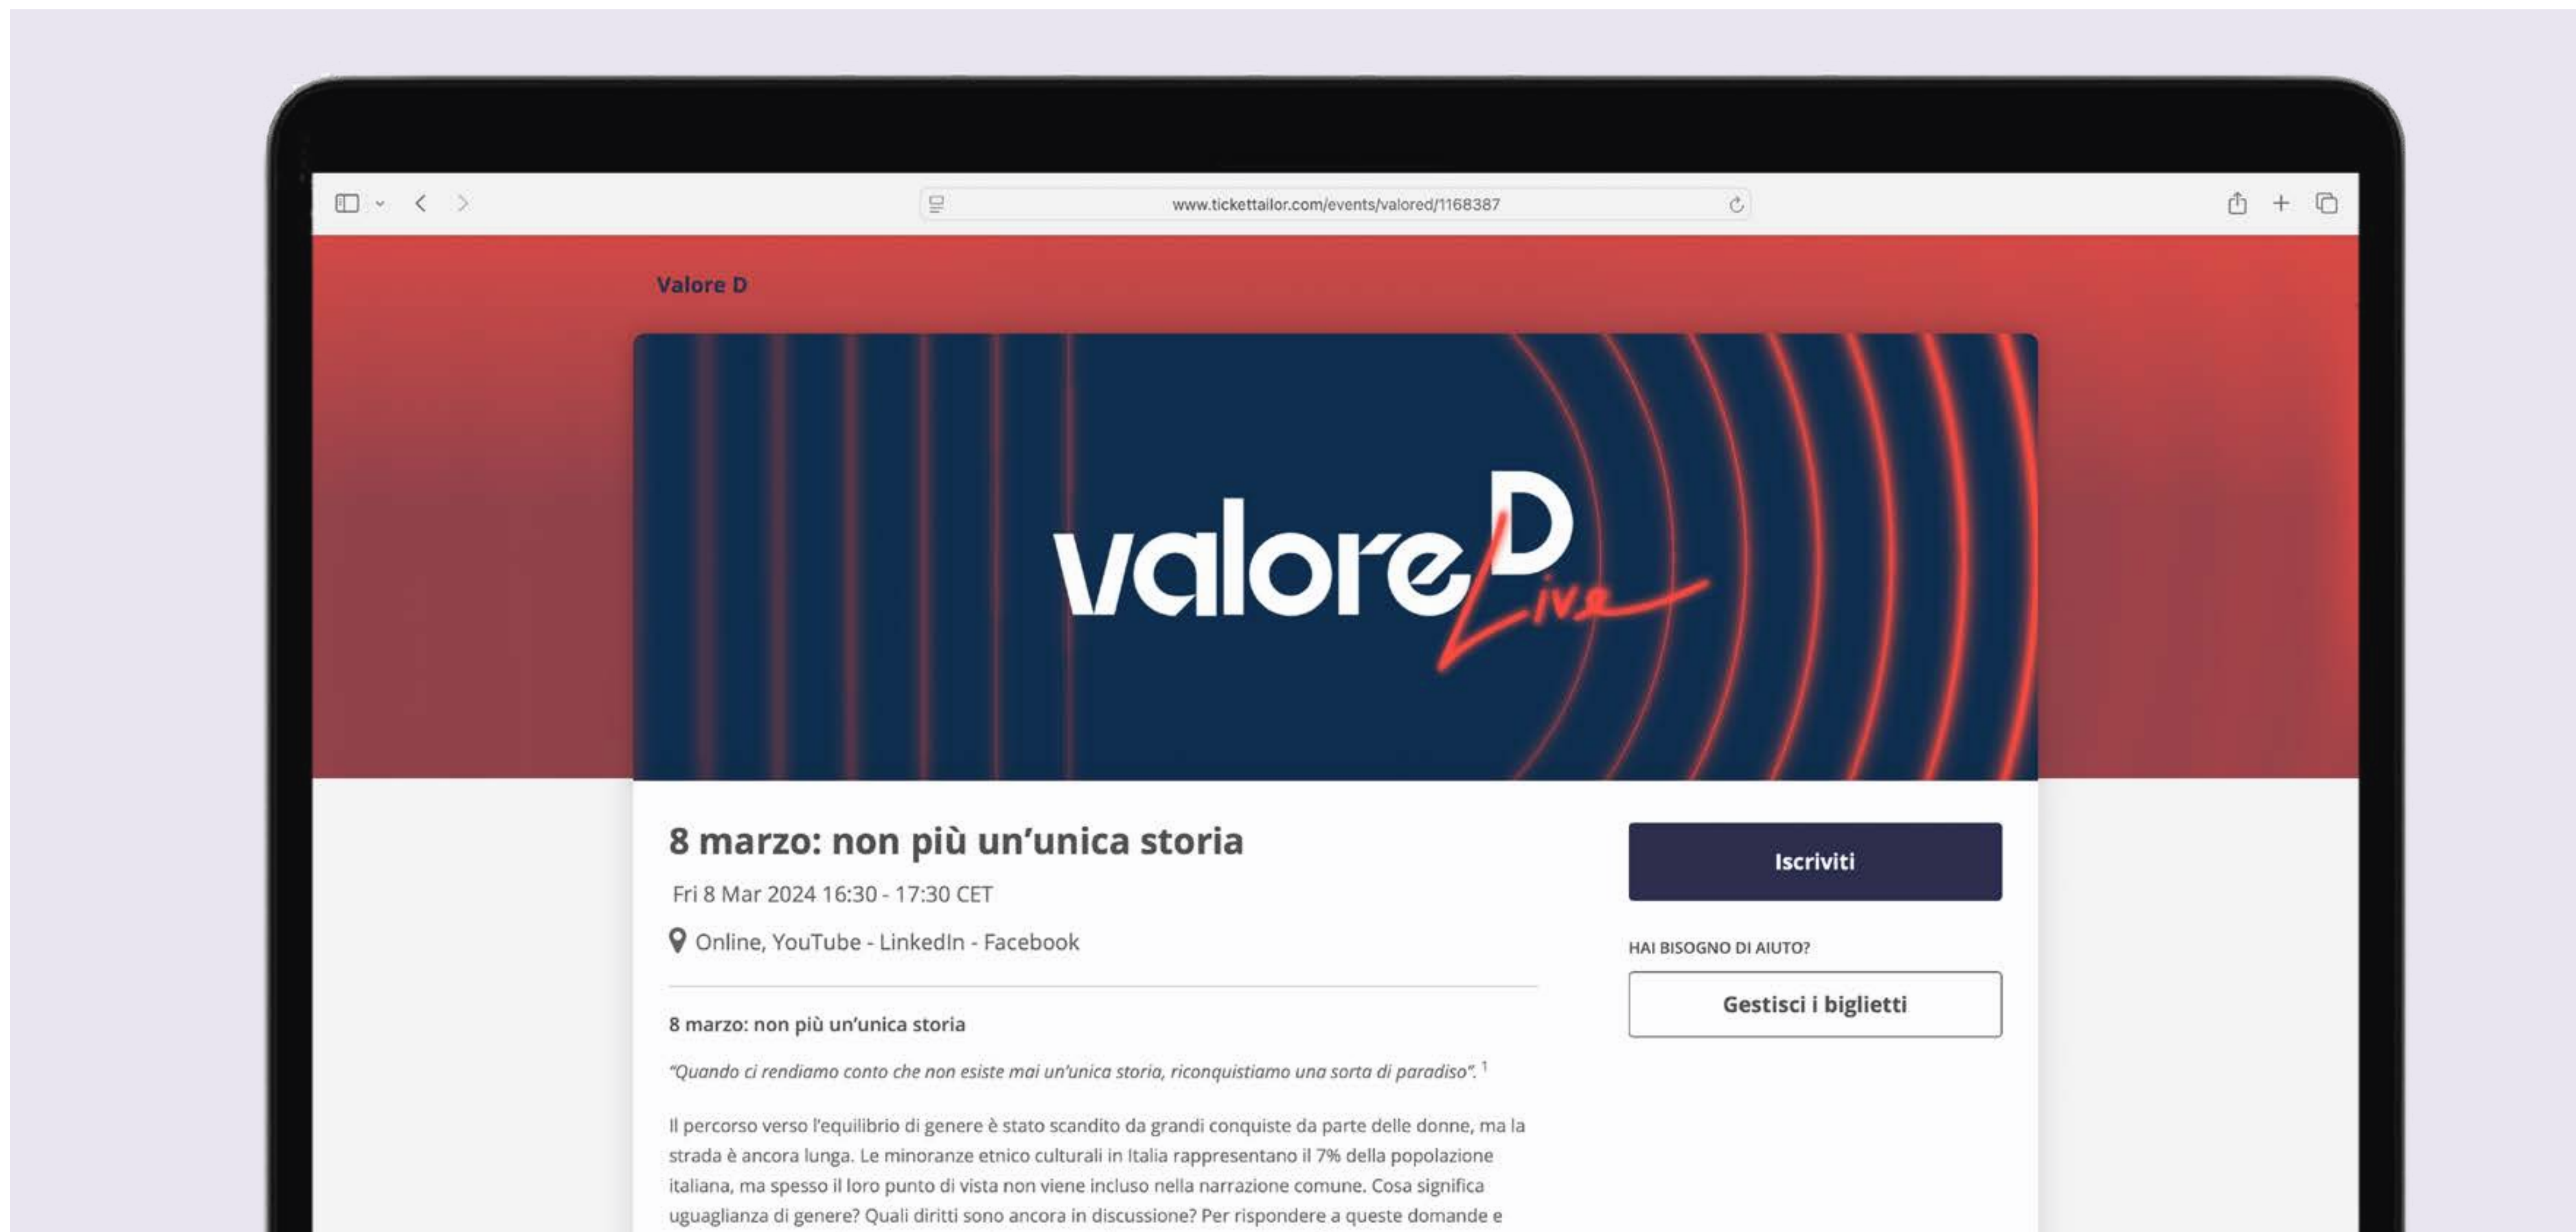 www.tickettailor.com/events/valored/1168387
Valore D
valore D
Live
8 marzo: non più un’unica storia
Fri 8 Mar 2024 16:30 - 17:30 CET
Online, YouTube - LinkedIn - Facebook
Iscriviti
HAI BISOGNO DI AIUTO?
Gestisci i biglietti
8 marzo: non più un’unica storia
“Quando ci rendiamo conto che non esiste mai un’unica storia, riconquistiamo una sorta di paradiso”. 1
Il percorso verso l’equilibrio di genere è stato scandito da grandi conquiste da parte delle donne, ma la
strada è ancora lunga. Le minoranze etnico culturali in Italia rappresentano il 7% della popolazione
italiana, ma spesso il loro punto di vista non viene incluso nella narrazione comune. Cosa significa
uguaglianza di genere? Quali diritti sono ancora in discussione? Per rispondere a queste domande e